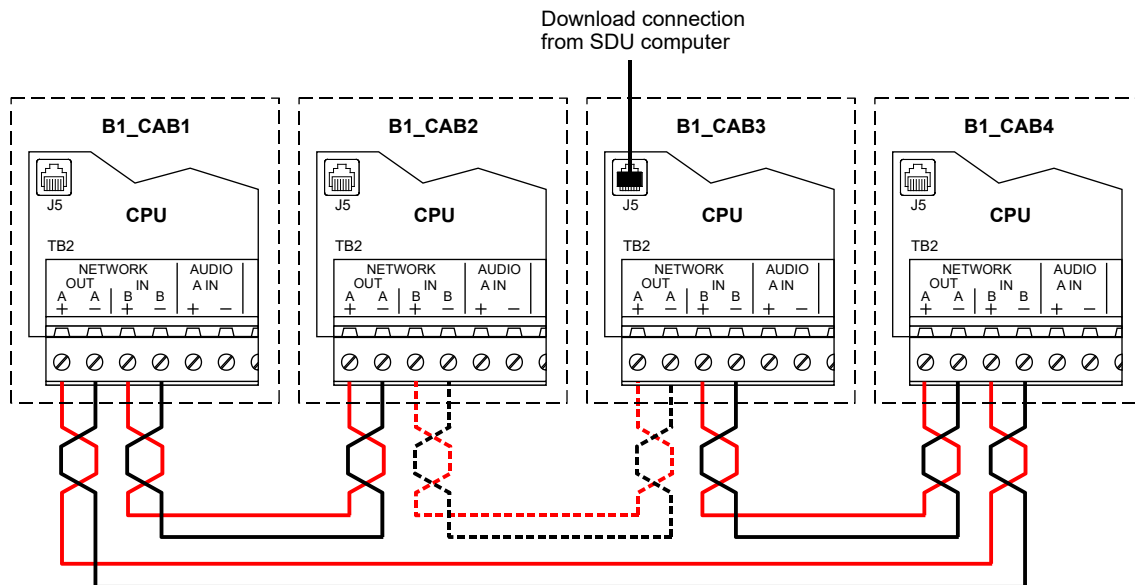 Download connection
from SDU computer
B1_CAB1
J5
CPU
TB2
NETWORK AUDIO
OUT IN A IN
A A B B
+ − + − + −
B1_CAB2
J5
CPU
TB2
NETWORK AUDIO
OUT IN A IN
A A B B
+ − + − + −
B1_CAB3
J5
CPU
TB2
NETWORK AUDIO
OUT IN A IN
A A B B
+ − + − + −
B1_CAB4
J5
CPU
TB2
NETWORK AUDIO
OUT IN A IN
A A B B
+ − + − + −